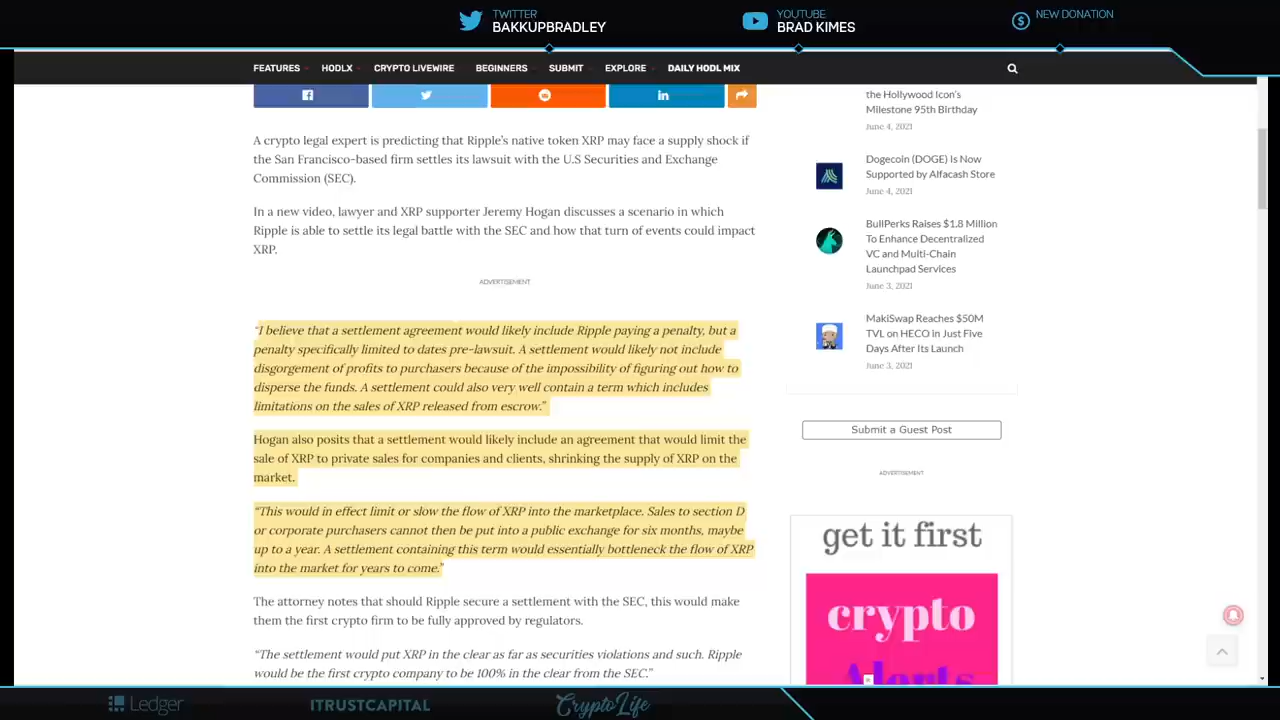 TWITTER
BAKKUPBRADLEY
YOUTUBE
BRAD KIMES
NEW DONATION
FEATURES
HODLX
CRYPTO LIVEWIRE
BEGINNERS
SUBMIT
EXPLORE
DAILY HODL MIX
A crypto legal expert is predicting that Ripple's native token XRP may face a supply shock if
the San Francisco-based firm settles its lawsuit with the U.S Securities and Exchange
Commission (SEC).
In a new video, lawyer and XRP supporter Jeremy Hogan discusses a scenario in which
Ripple is able to settle its legal battle with the SEC and how that turn of events could impact
XRP.
ADVERTISEMENT
"I believe that a settlement agreement would likely include Ripple paying a penalty, but a
penalty specifically limited to dates pre-lawsuit. A settlement would likely not include
disgorgement of profits to purchasers because of the impossibility of figuring out how to
disperse the funds. A settlement could also very well contain a term which includes
limitations on the sales of XRP released from escrow."
Hogan also posits that a settlement would likely include an agreement that would limit the
sale of XRP to private sales for companies and clients, shrinking the supply of XRP on the
market.
"This would in effect limit or slow the flow of XRP into the marketplace. Sales to section D
or corporate purchasers cannot then be put into a public exchange for six months, maybe
up to a year. A settlement containing this term would essentially bottleneck the flow of XRP
into the market for years to come."
The attorney notes that should Ripple secure a settlement with the SEC, this would make
them the first crypto firm to be fully approved by regulators.
"The settlement would put XRP in the clear as far as securities violations and such. Ripple
would be the first crypto company to be 100% in the clear from the SEC."
the Hollywood Icon's
Milestone 95th Birthday
June 4, 2021
Dogecoin (DOGE) Is Now
Supported by Alfacash Store
June 4, 2021
BullPerks Raises $1.8 Million
To Enhance Decentralized
VC and Multi-Chain
Launchpad Services
June 3, 2021
MakiSwap Reaches $50M
TVL on HECO in Just Five
Days After Its Launch
June 3, 2021
Submit a Guest Post
ADVERTISEMENT
get it first
crypto
Alerts
Ledger
ITRUSTCAPITAL
CryptoLife